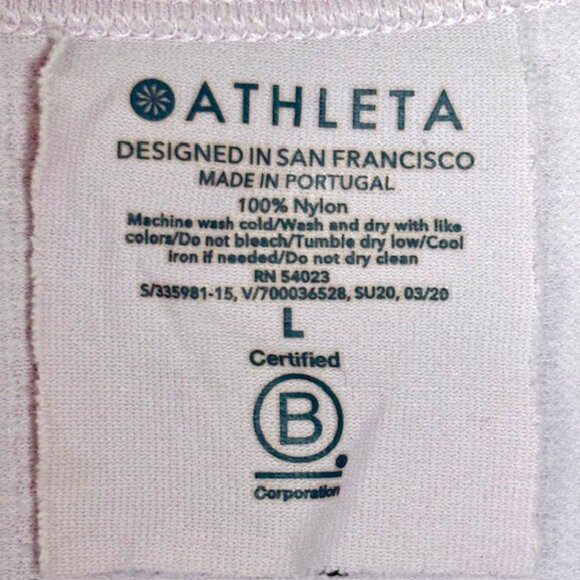 ATHLETA
DESIGNED IN SAN FRANCISCO
MADE IN PORTUGAL
100% Nylon
Machine wash cold/Wash and dry with like
colors/Do not bleach/Tumble dry low/Cool
iron if needed/Do not dry clean
RN 54023
S/335981-15, V/700036528, SU20, 03/20
L
Certified
B
Corporation